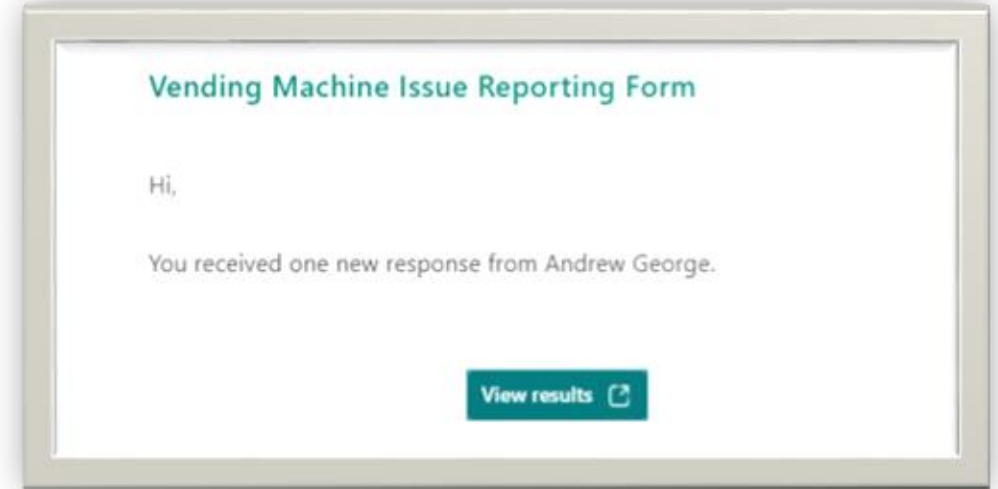 Vending Machine Issue Reporting Form
Hi,
You received one new response from Andrew George.
View results